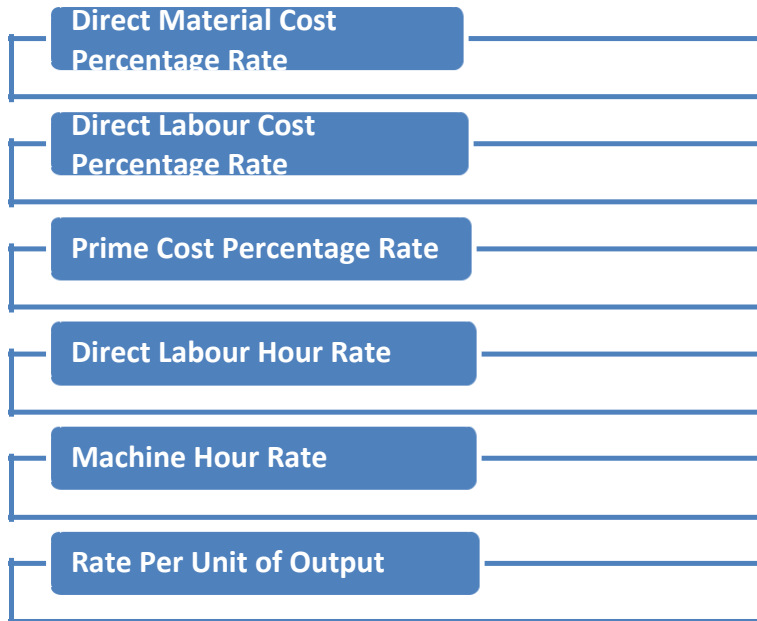 Direct Material Cost
Percentage Rate
Direct Labour Cost
Percentage Rate
Prime Cost Percentage Rate
Direct Labour Hour Rate
Machine Hour Rate
Rate Per Unit of Output